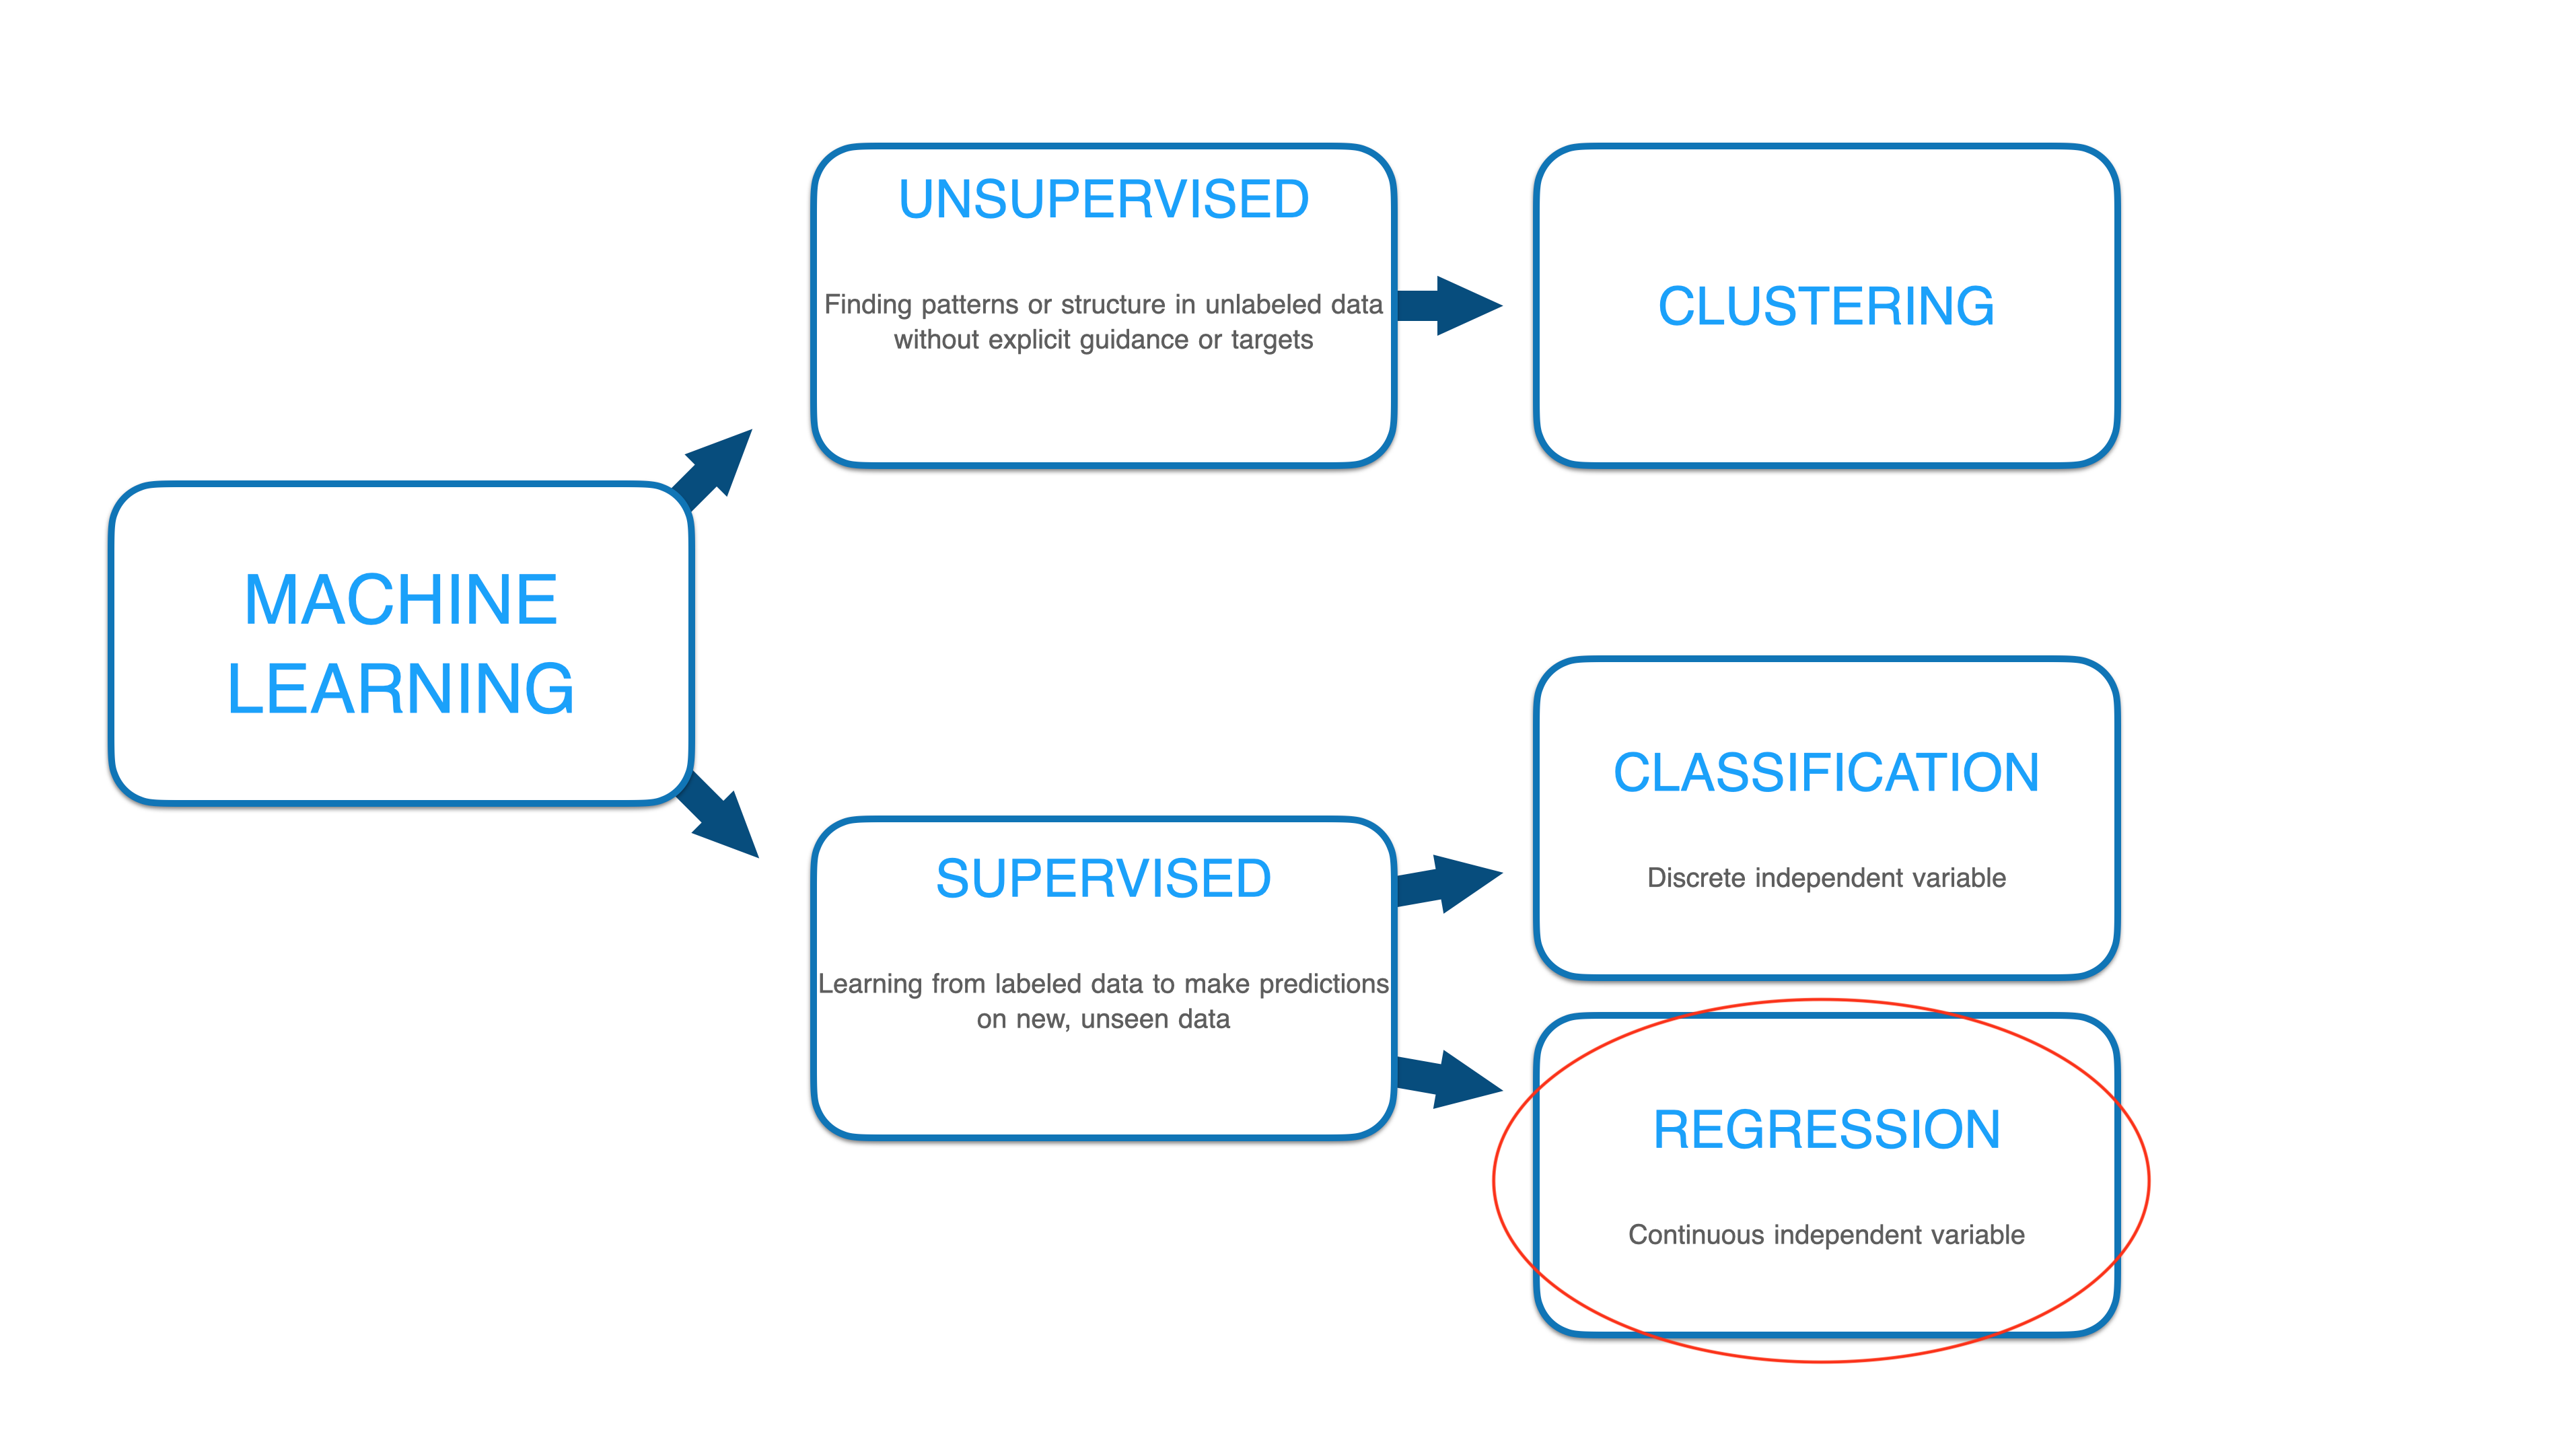 MACHINE
LEARNING
UNSUPERVISED
Finding patterns or structure in unlabeled data
without explicit guidance or targets
CLUSTERING
SUPERVISED
Learning from labeled data to make predictions
on new, unseen data
CLASSIFICATION
Discrete independent variable
REGRESSION
Continuous independent variable